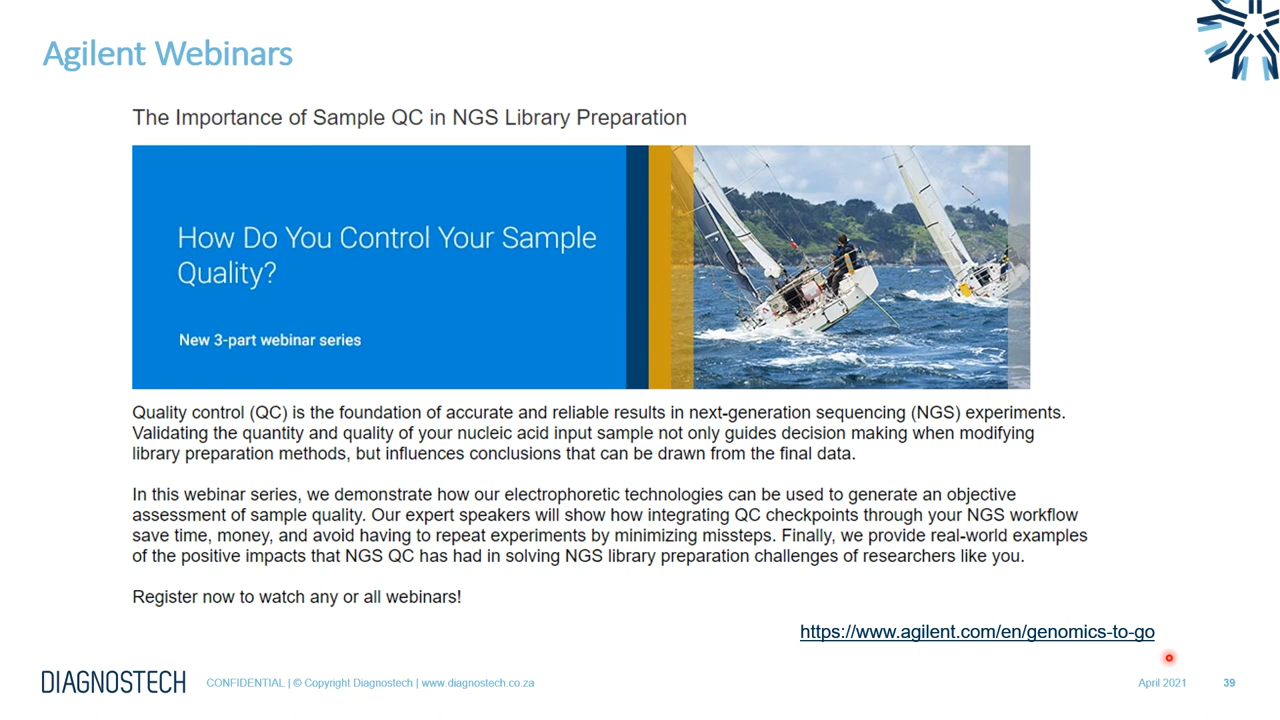 Agilent Webinars
The Importance of Sample QC in NGS Library Preparation
How Do You Control Your Sample
Quality?
New 3-part webinar series
Quality control (QC) is the foundation of accurate and reliable results in next-generation sequencing (NGS) experiments.
Validating the quantity and quality of your nucleic acid input sample not only guides decision making when modifying
library preparation methods, but influences conclusions that can be drawn from the final data.
In this webinar series, we demonstrate how our electrophoretic technologies can be used to generate an objective
assessment of sample quality. Our expert speakers will show how integrating QC checkpoints through your NGS workflow
save time, money, and avoid having to repeat experiments by minimizing missteps. Finally, we provide real-world examples
of the positive impacts that NGS QC has had in solving NGS library preparation challenges of researchers like you.
Register now to watch any or all webinars!
https://www.agilent.com/en/genomics-to-go
DIAGNOSTECH CONFIDENTIAL | © Copyright Diagnostech | www.diagnostech.co.za April 2021 39